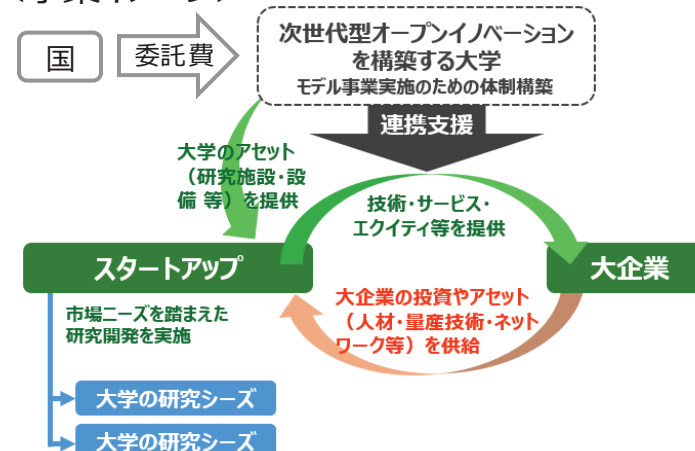 国
委託費
次世代型オープンイノベーション
を構築する大学
モデル事業実施のための体制構築
連携支援
大学のアセット
（研究施設・設
備 等）を提供
技術・サービス・
エクイティ等を提供
スタートアップ
大企業
市場ニーズを踏まえた
研究開発を実施
大企業の投資やアセット
（人材・量産技術・ネット
ワーク等）を供給
大学の研究シーズ
大学の研究シーズ